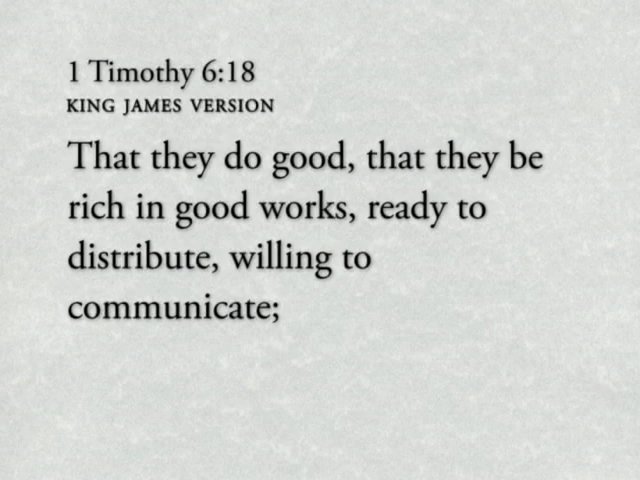 1 Timothy 6:18
KING JAMES VERSION
That they do good, that they be
rich in good works, ready to
distribute, willing to
communicate;